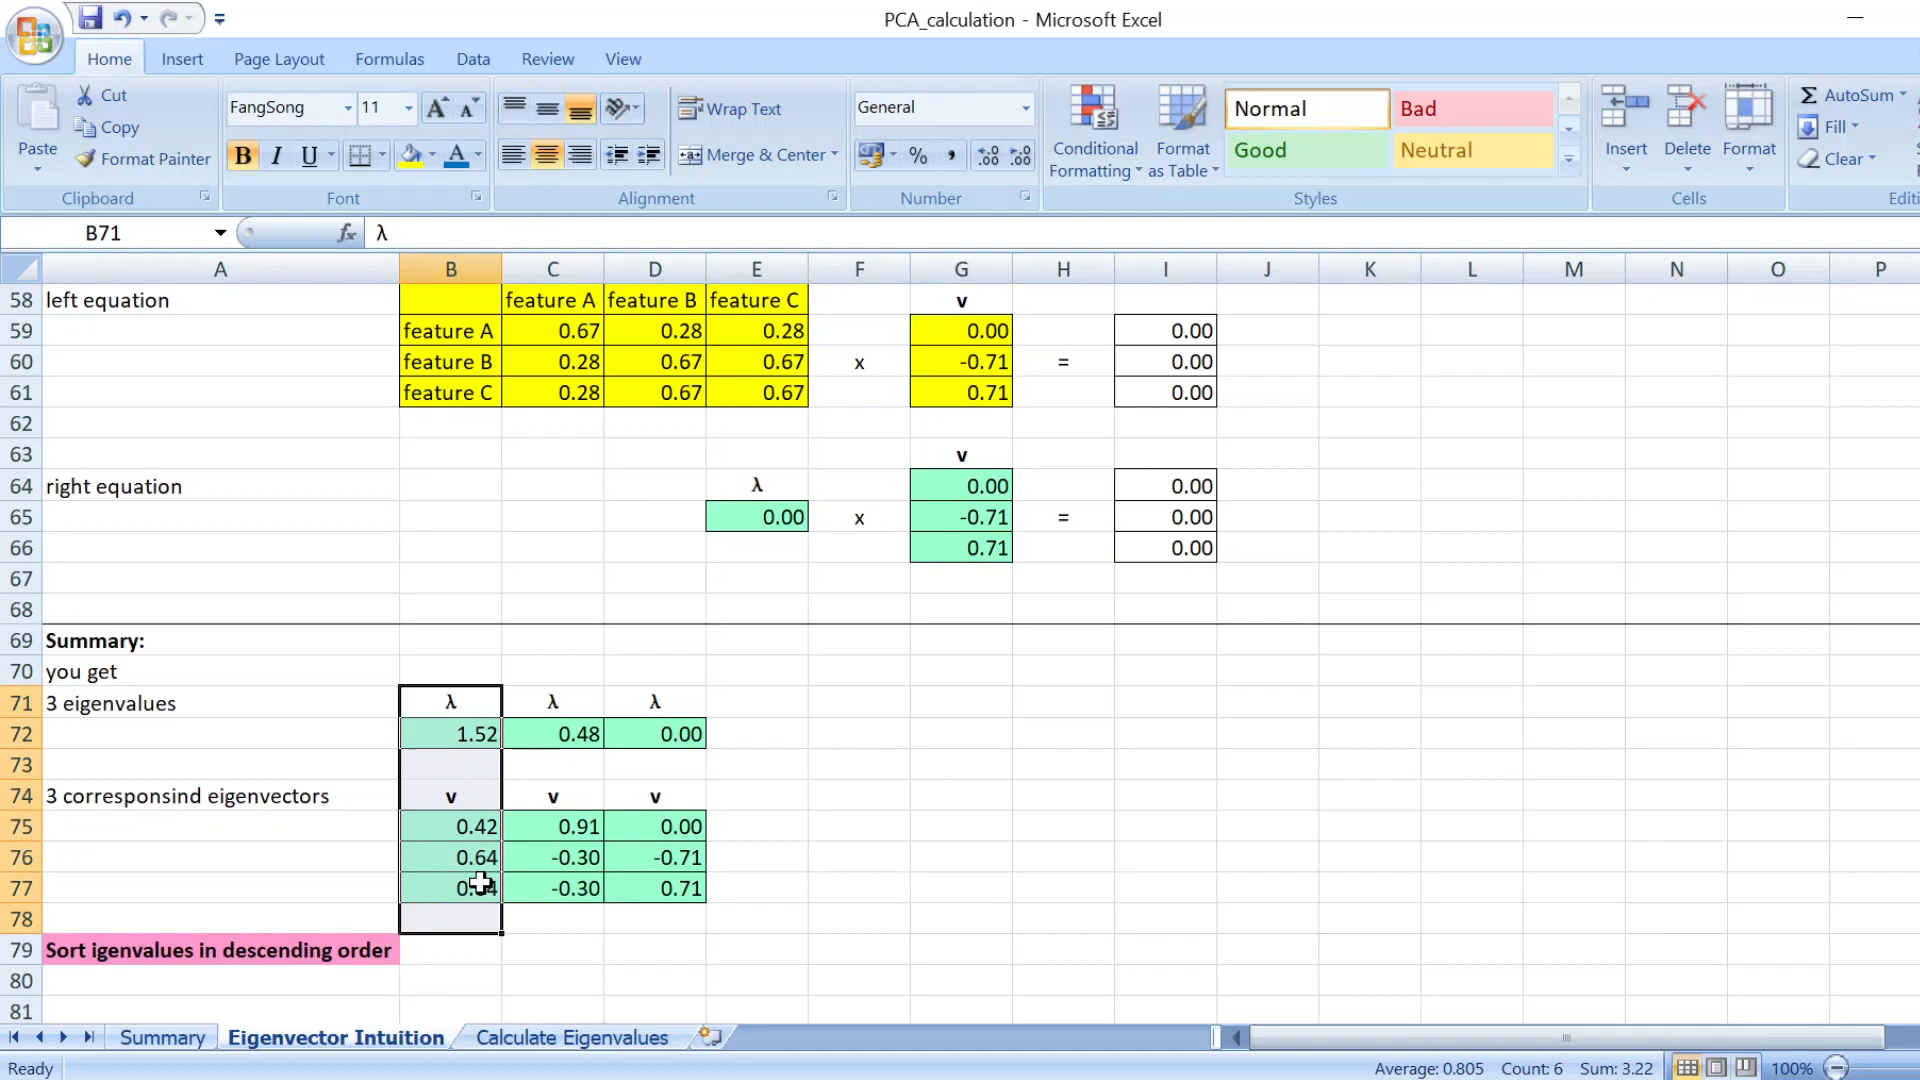 PCA_calculation - Microsoft Excel
Home Insert Page Layout Formulas Data Review View
Paste Cut Copy Format Painter
FangSong 11
B I U
Wrap Text
Merge & Center
General
% ,
Conditional Formatting
Format as Table
Normal Bad
Good Neutral
Insert Delete Format
Σ AutoSum
Fill
Clear
Clipboard Font Alignment Number Styles Cells Editi
B71 fx λ
A B C D E F G H I J K L M N O P
58 left equation feature A feature B feature C v
59 feature A 0.67 0.28 0.28 0.00 0.00
60 feature B 0.28 0.67 0.67 x -0.71 = 0.00
61 feature C 0.28 0.67 0.67 0.71 0.00
62
63 v
64 right equation λ 0.00 0.00
65 0.00 x -0.71 = 0.00
66 0.71 0.00
67
68
69 Summary:
70 you get
71 3 eigenvalues λ λ λ
72 1.52 0.48 0.00
73
74 3 corresponsind eigenvectors v v v
75 0.42 0.91 0.00
76 0.64 -0.30 -0.71
77 -0.30 0.71
78
79 Sort igenvalues in descending order
80
81
Summary Eigenvector Intuition Calculate Eigenvalues
Ready Average: 0.805 Count: 6 Sum: 3.22 100%